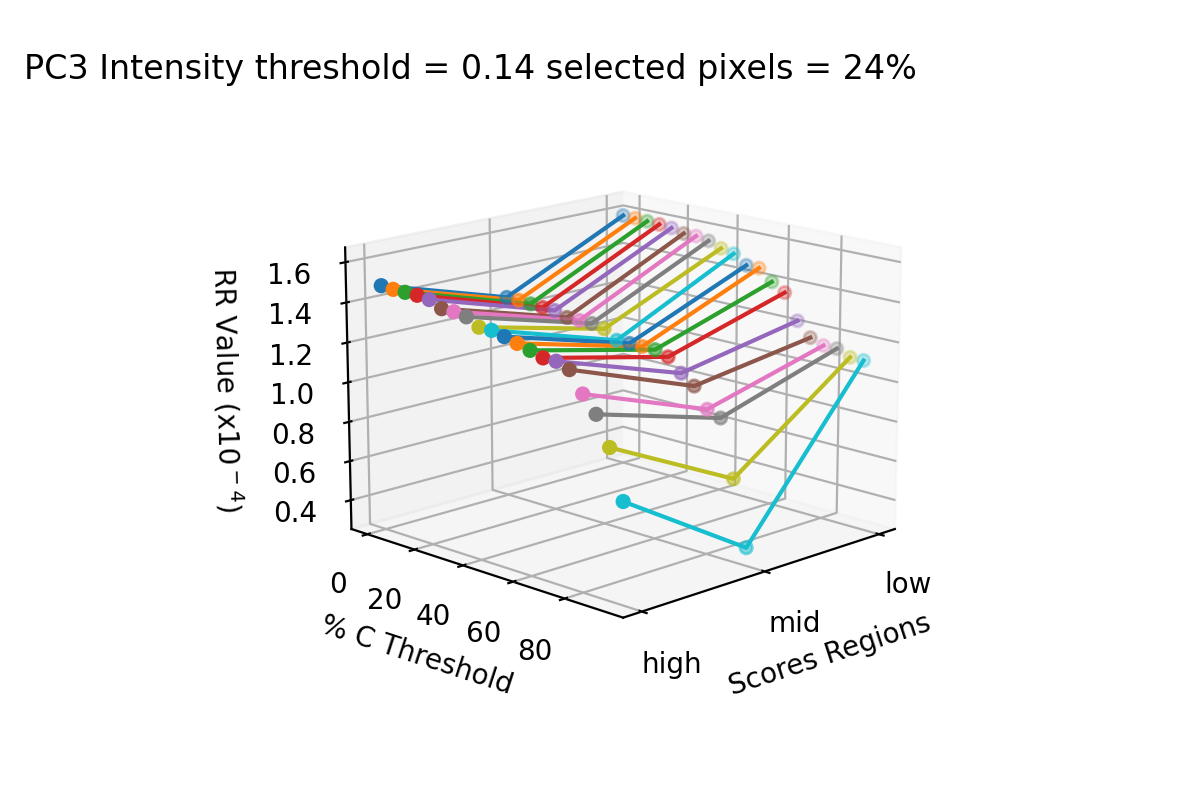 PC3 Intensity threshold = 0.14 selected pixels = 24%
RR Value (x10⁻⁴)
1.6
1.4
1.2
1.0
0.8
0.6
0.4
0
20
40
60
80
% C Threshold
high
mid
low
Scores Regions